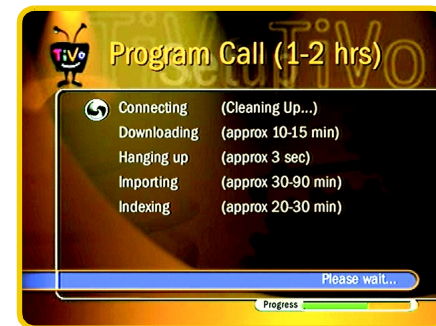 TiVo
Program Call (1-2 hrs)
Connecting (Cleaning Up...)
Downloading (approx 10-15 min)
Hanging up (approx 3 sec)
Importing (approx 30-90 min)
Indexing (approx 20-30 min)
Please wait...
Progress